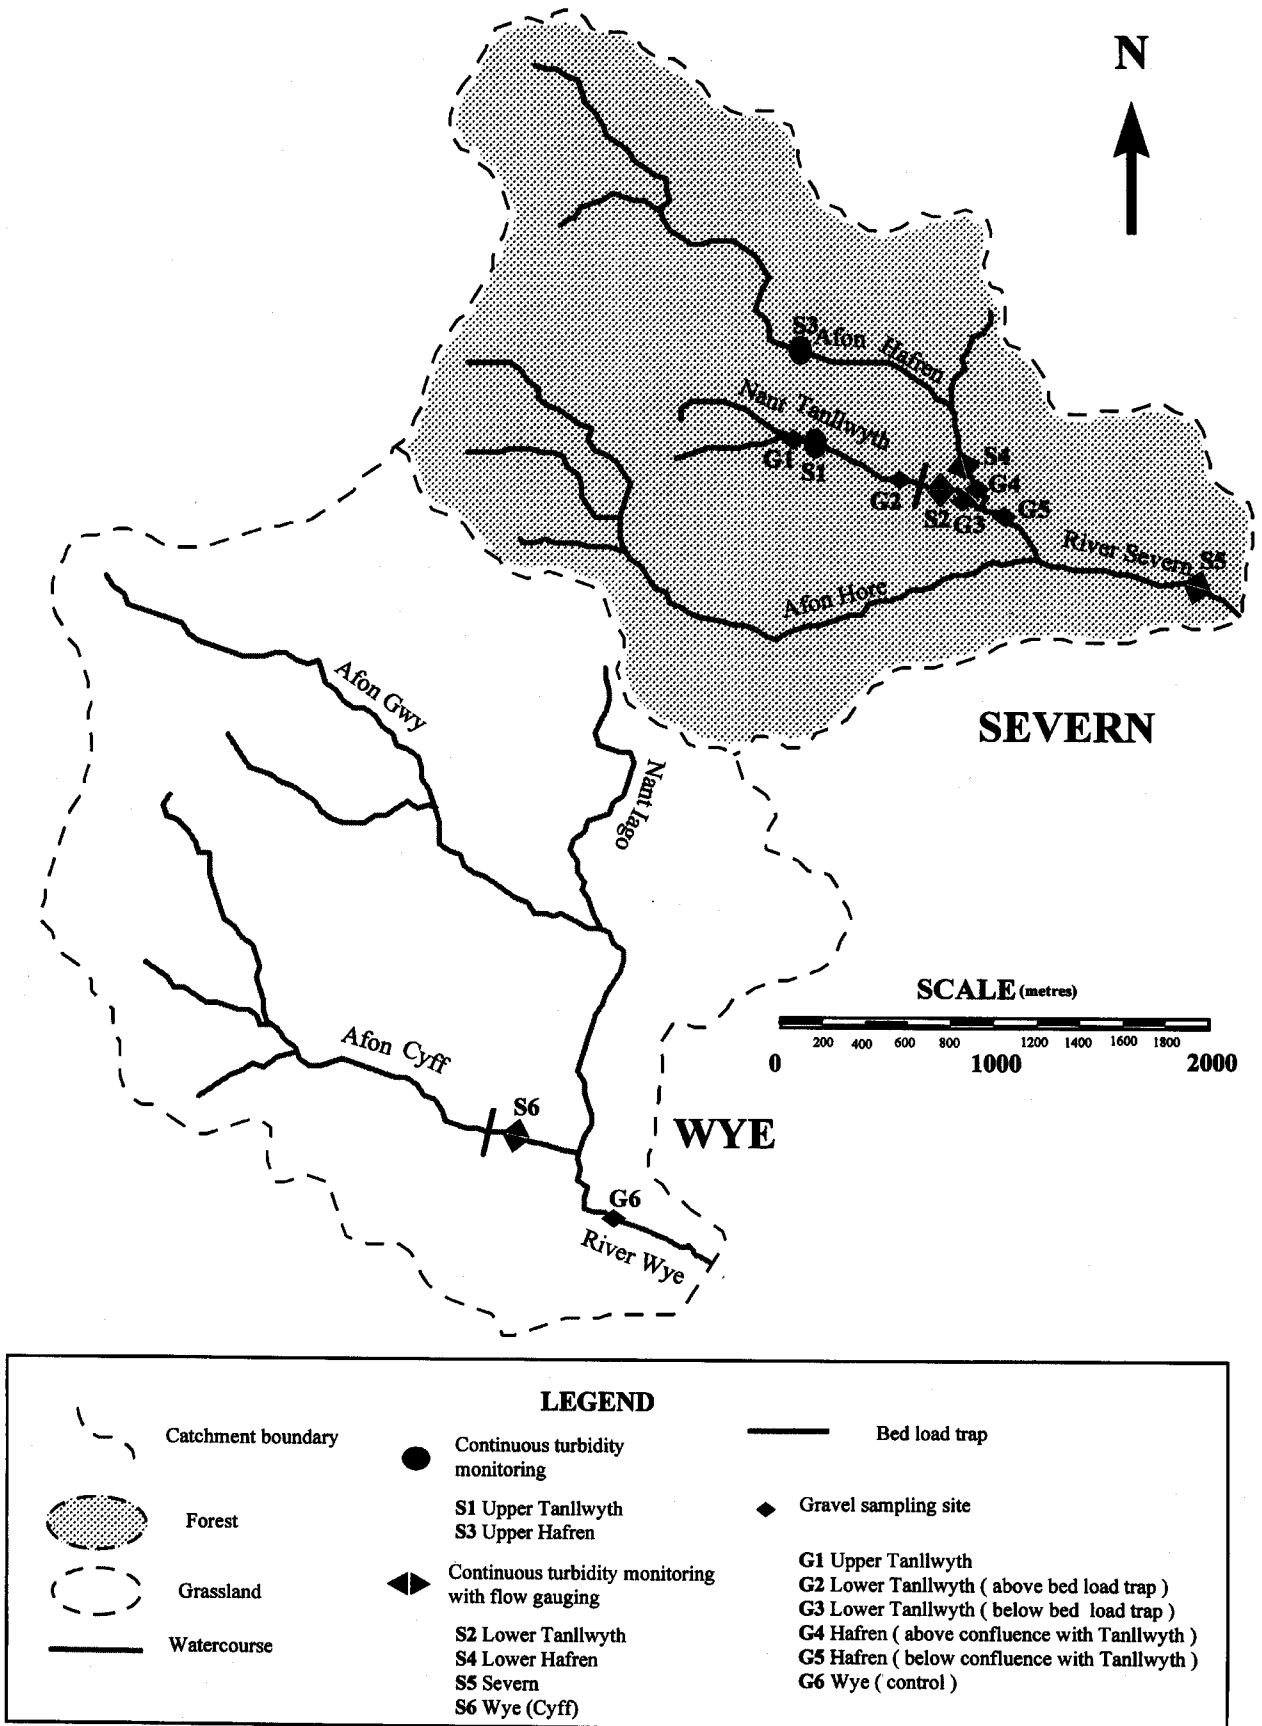 N
S3
Afon Hafren
Nant Tanllwyth
G1
S1
G2
S2
G3
S4
G4
G5
River Severn
S5
Afon Hore
SEVERN
Afon Gwy
Nant Iago
SCALE (metres)
200 400 600 800 1200 1400 1600 1800
0 1000 2000
Afon Cyff
S6
WYE
G6
River Wye
LEGEND
Catchment boundary
Forest
Grassland
Watercourse
Continuous turbidity
monitoring
S1 Upper Tanllwyth
S3 Upper Hafren
Continuous turbidity monitoring
with flow gauging
S2 Lower Tanllwyth
S4 Lower Hafren
S5 Severn
S6 Wye (Cyff)
Bed load trap
Gravel sampling site
G1 Upper Tanllwyth
G2 Lower Tanllwyth ( above bed load trap )
G3 Lower Tanllwyth ( below bed load trap )
G4 Hafren ( above confluence with Tanllwyth )
G5 Hafren ( below confluence with Tanllwyth )
G6 Wye ( control )